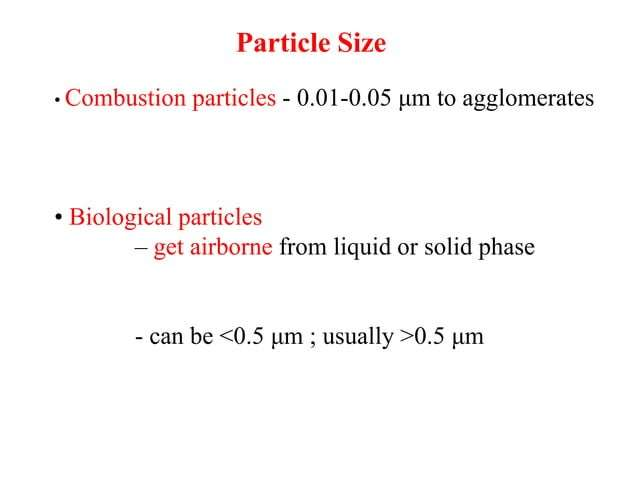 Particle Size
• Combustion particles - 0.01-0.05 μm to agglomerates
• Biological particles
– get airborne from liquid or solid phase
- can be <0.5 μm ; usually >0.5 μm